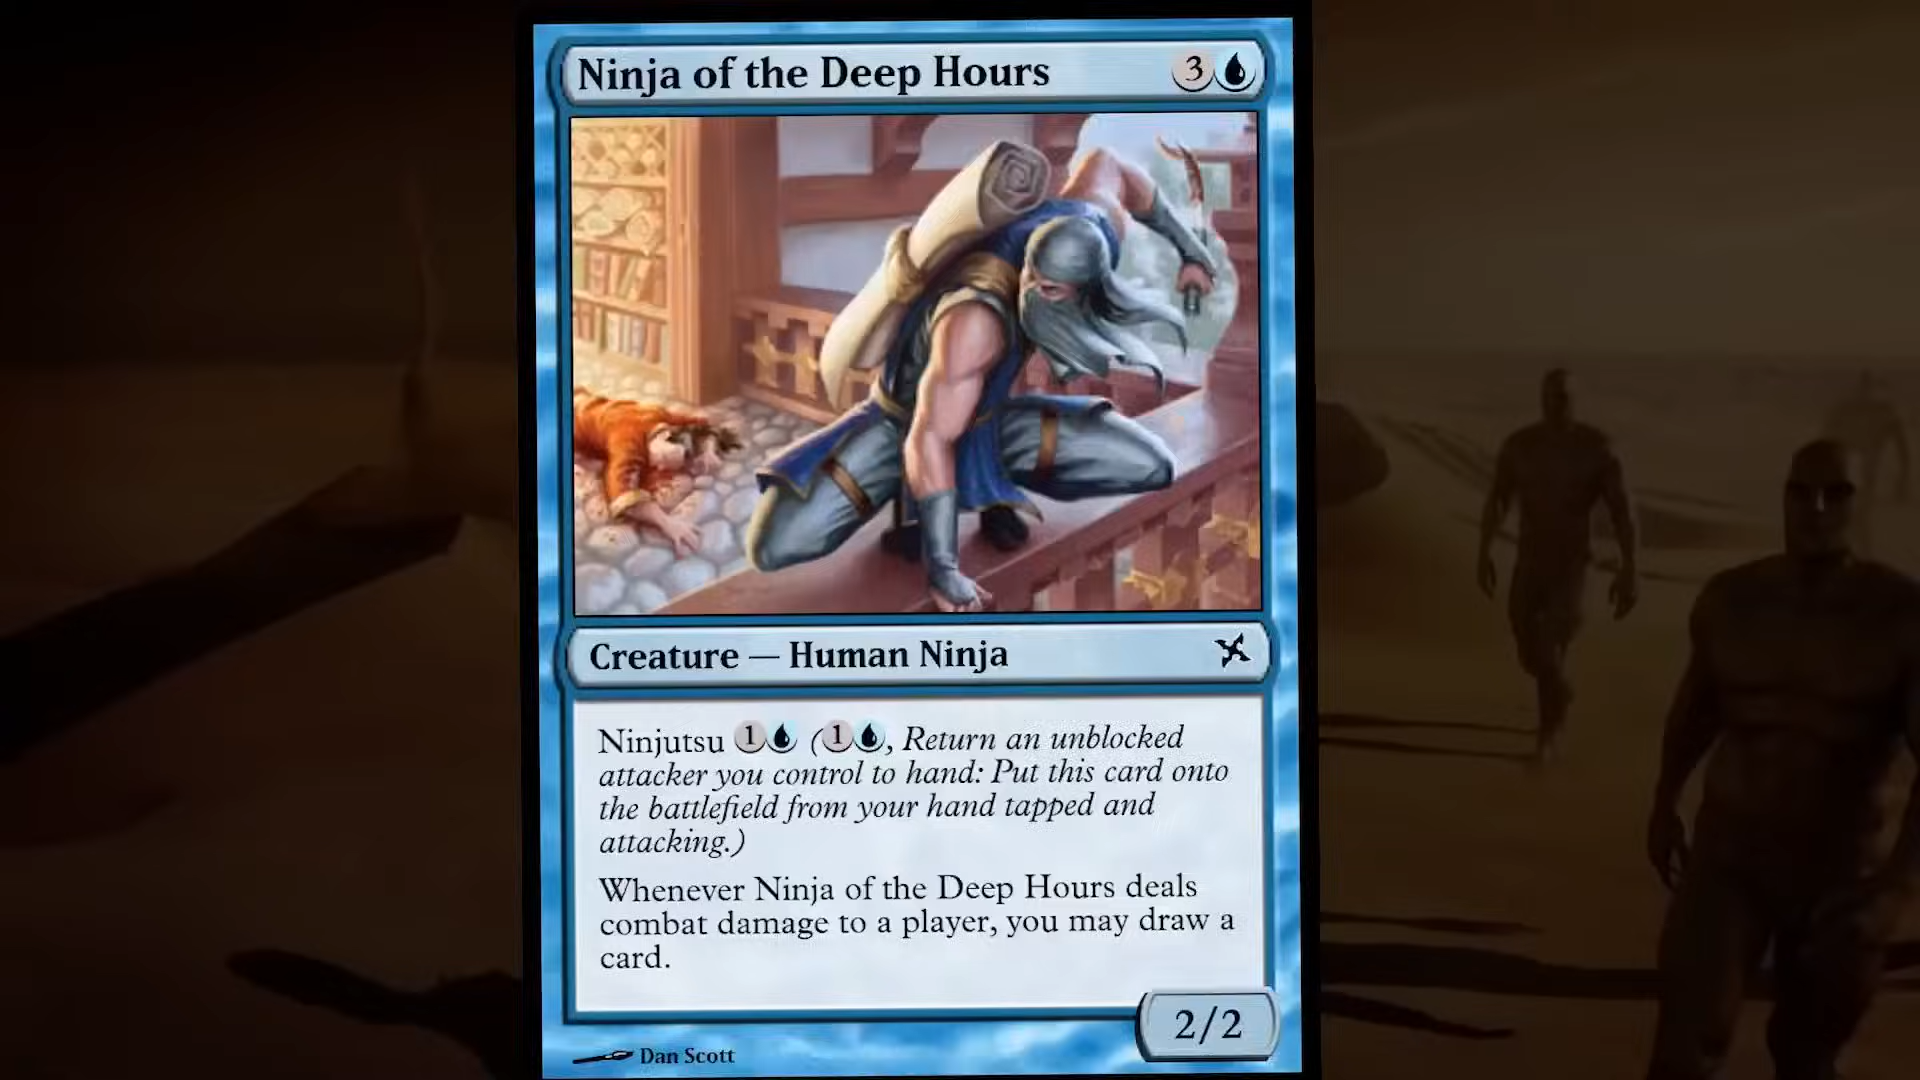 Ninja of the Deep Hours 3
Creature — Human Ninja
Ninjutsu 1 (1, Return an unblocked
attacker you control to hand: Put this card onto
the battlefield from your hand tapped and
attacking.)
Whenever Ninja of the Deep Hours deals
combat damage to a player, you may draw a
card.
2/2
Dan Scott